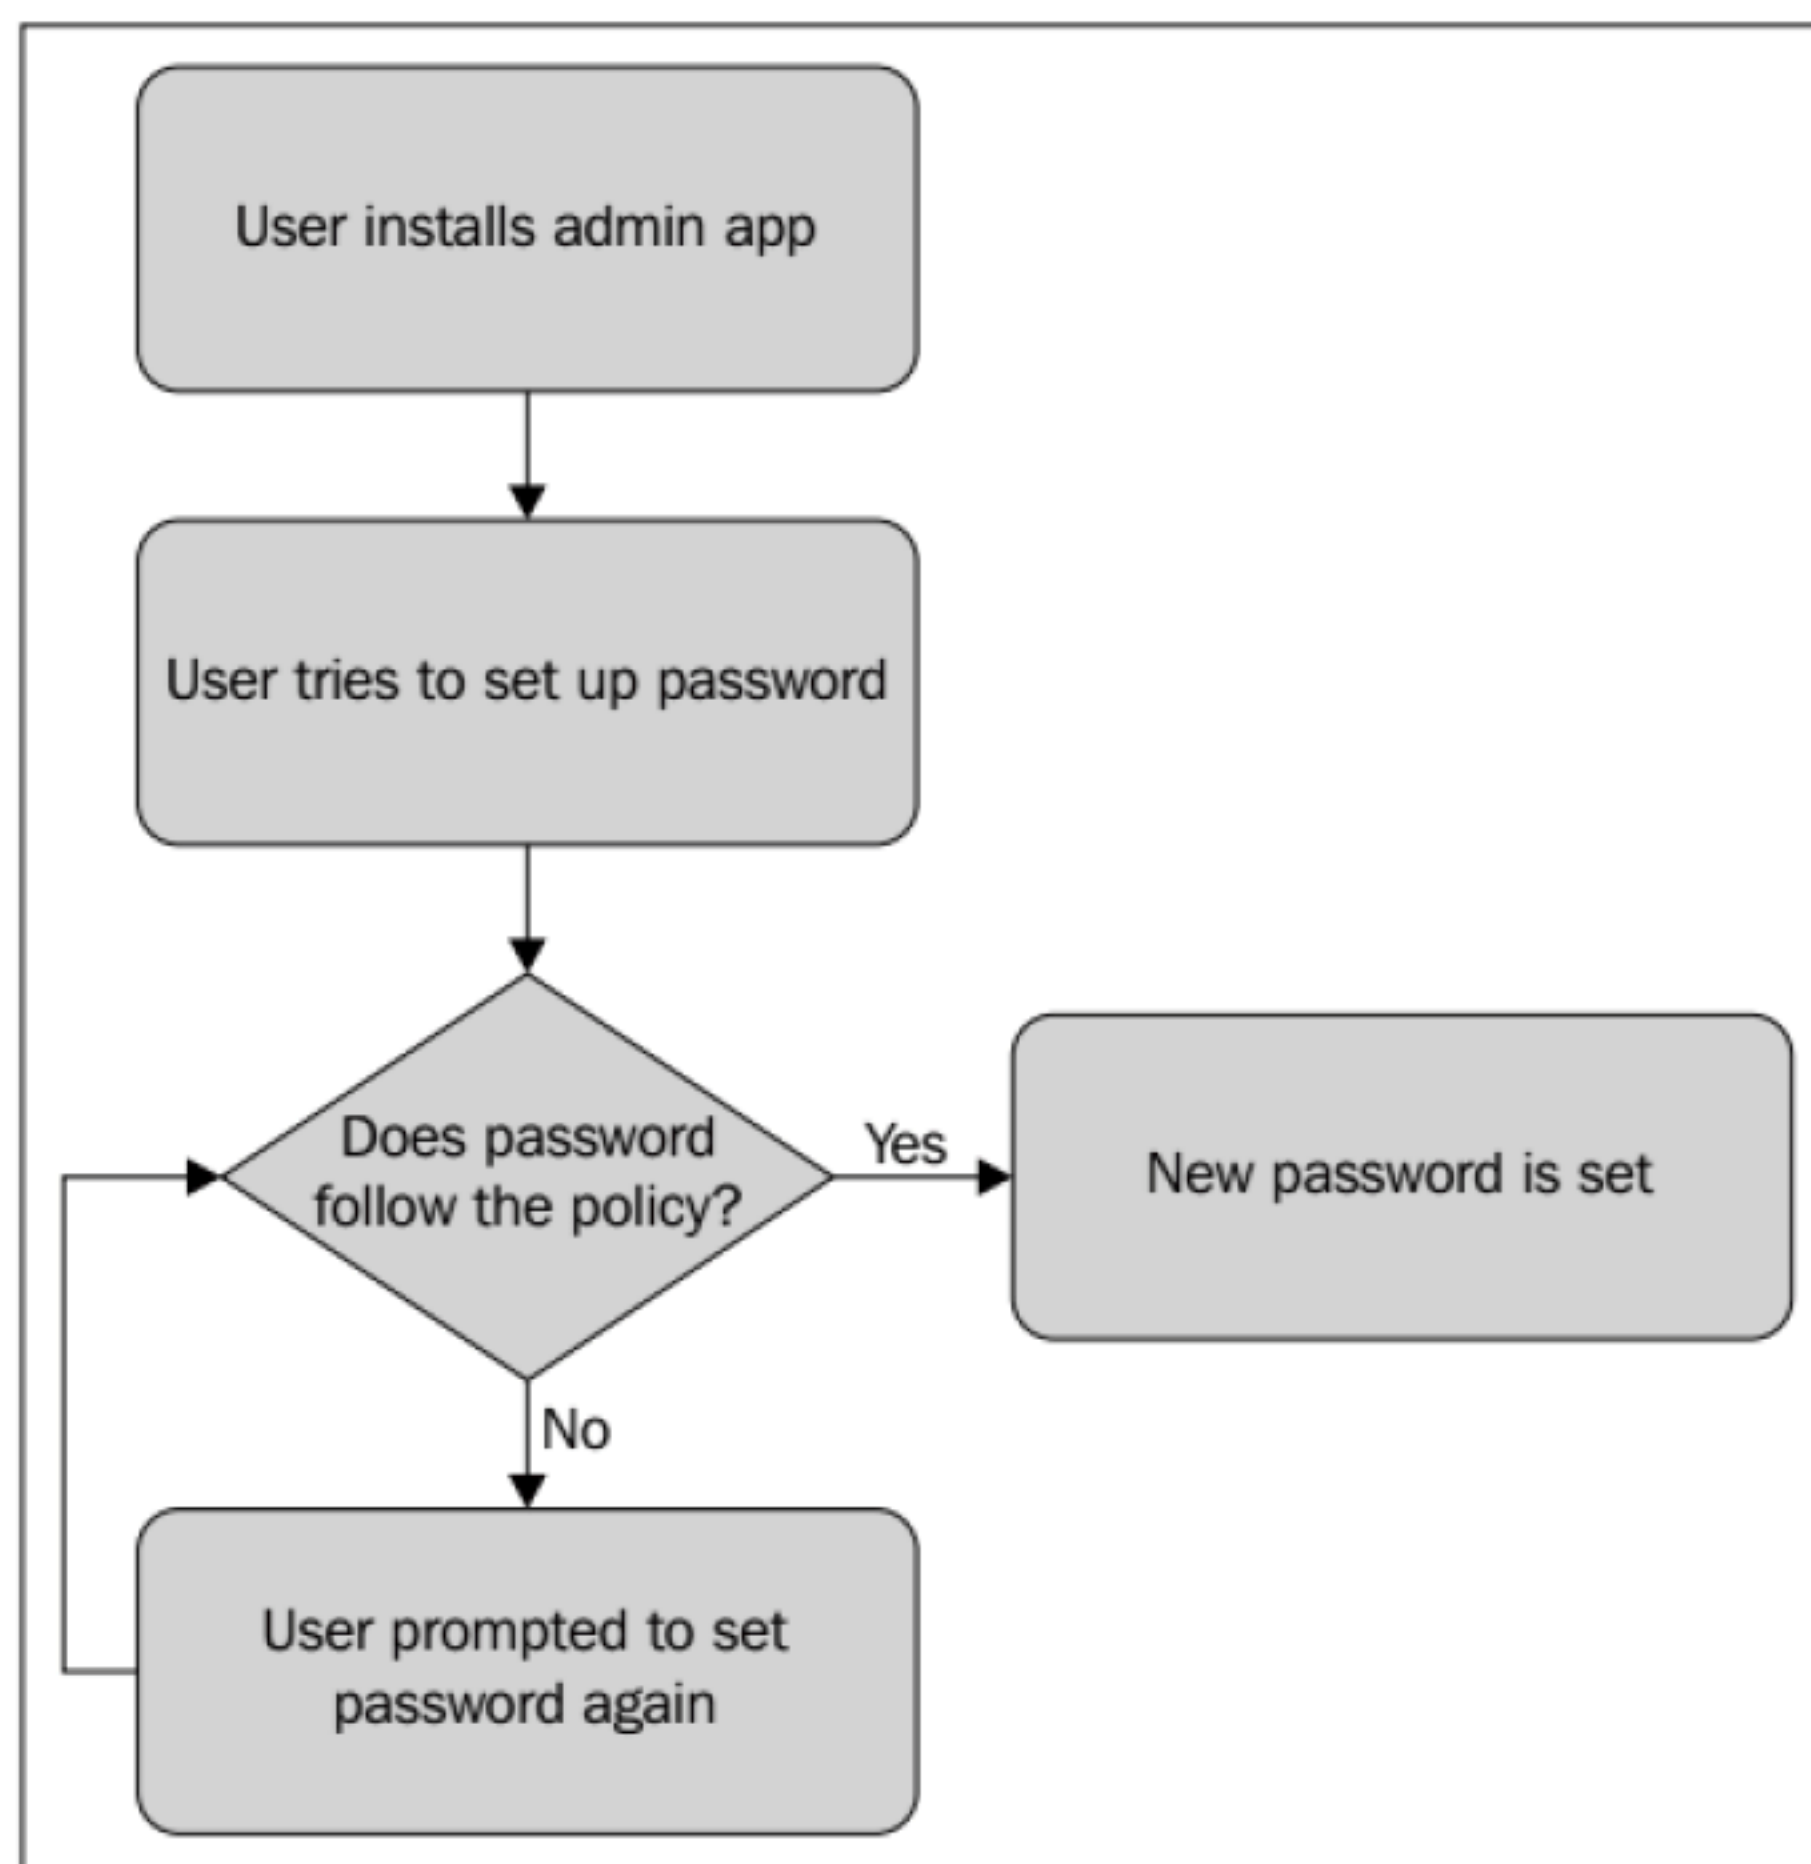 User installs admin app
User tries to set up password
Does password
follow the policy?
Yes
New password is set
No
User prompted to set
password again